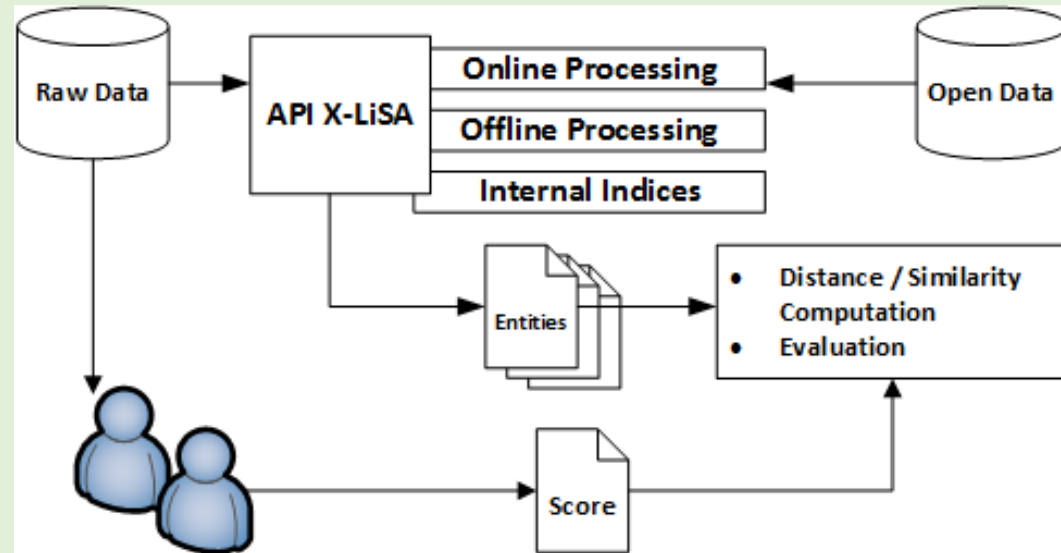 Raw Data
API X-LiSA
Online Processing
Offline Processing
Internal Indices
Open Data
Entities
• Distance / Similarity
Computation
• Evaluation
Score